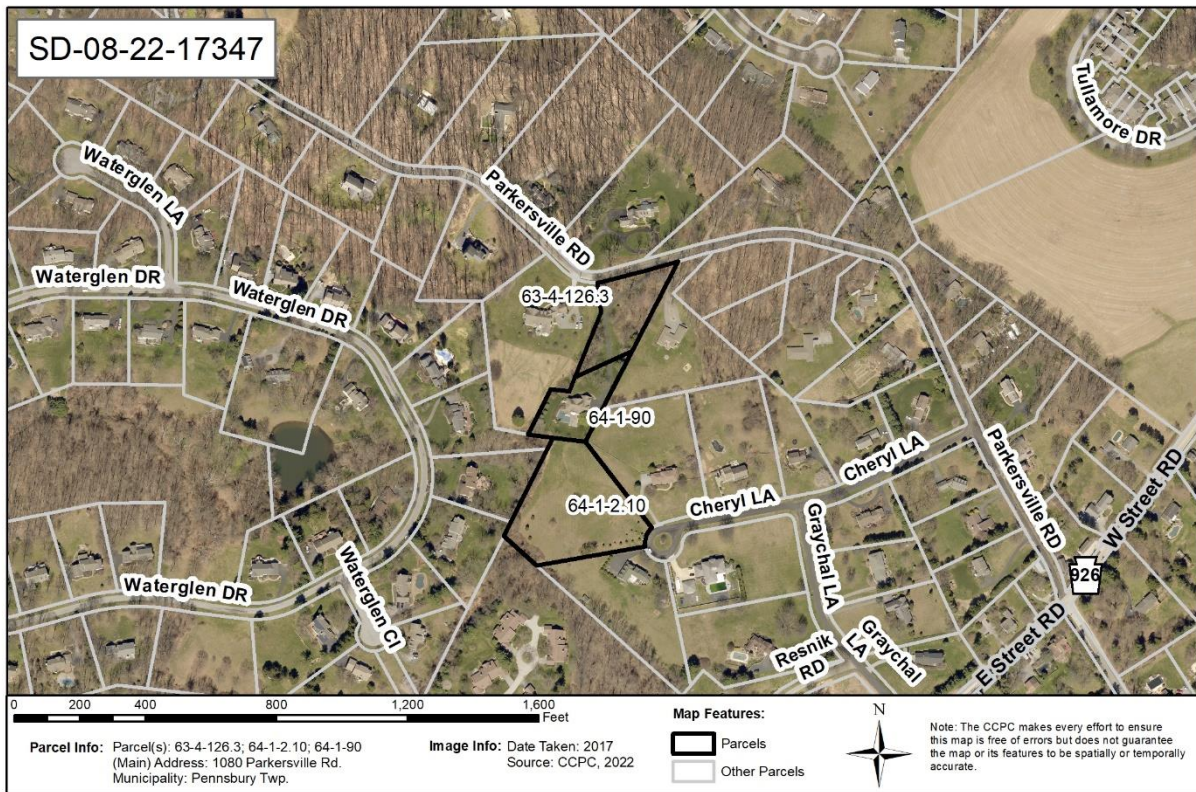 SD-08-22-17347
Tullamore DR
Waterglen LA
Parkersville RD
Waterglen DR
Waterglen DR
63-4-126.3
64-1-90
Parkersville RD
Cheryl LA
W Street RD
64-1-2.10
Cheryl LA
Graychal LA
926
Waterglen DR
Waterglen CI
Resnik
RD
Graychal
LA
E Street RD
0 200 400 800 1,200 1,600
Feet
Parcel Info: Parcel(s): 63-4-126.3; 64-1-2.10; 64-1-90
(Main) Address: 1080 Parkersville Rd.
Municipality: Pennsbury Twp.
Image Info: Date Taken: 2017
Source: CCPC, 2022
Map Features:
Parcels
Other Parcels
N
Note: The CCPC makes every effort to ensure
this map is free of errors but does not guarantee
the map or its features to be spatially or temporally
accurate.